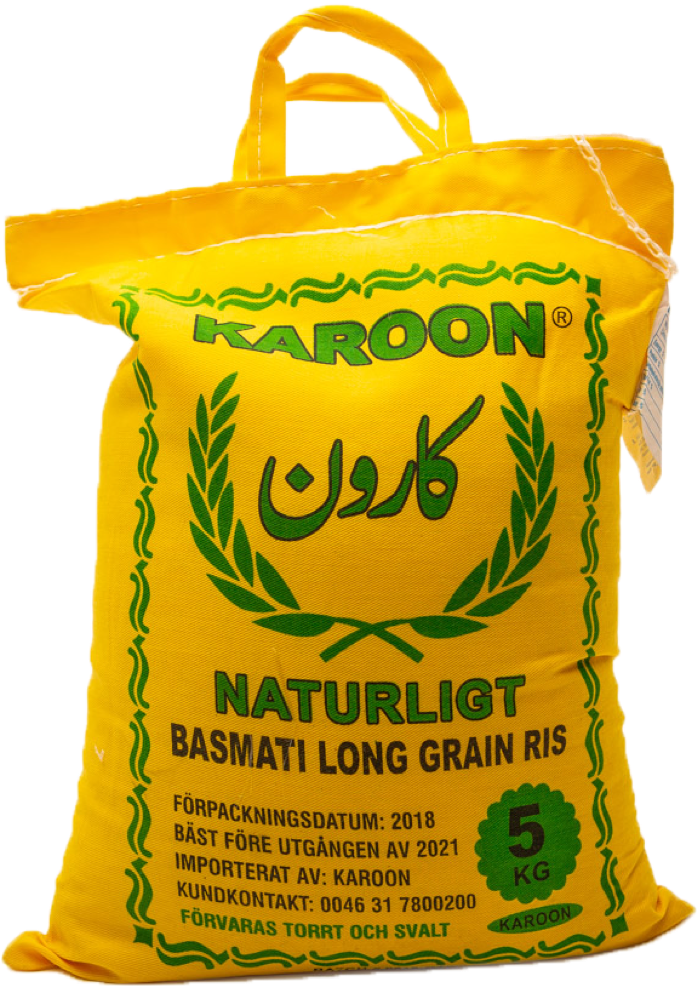 KAROON®
کارون
NATURLIGT
BASMATI LONG GRAIN RIS
FÖRPACKNINGSDATUM: 2018
BÄST FÖRE UTGÅNGEN AV 2021
IMPORTERAT AV: KAROON
KUNDKONTAKT: 0046 31 7800200
FÖRVARAS TORRT OCH SVALT
5
KG
KAROON